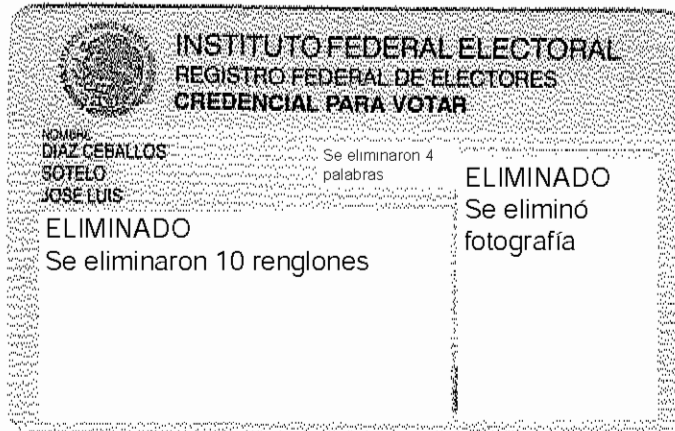 INSTITUTO FEDERAL ELECTORAL
REGISTRO FEDERAL DE ELECTORES
CREDENCIAL PARA VOTAR
NOMBRE
DIAZ CEBALLOS
SOTELO
JOSE LUIS
Se eliminaron 4
palabras
ELIMINADO
Se eliminó
fotografía
ELIMINADO
Se eliminaron 10 renglones